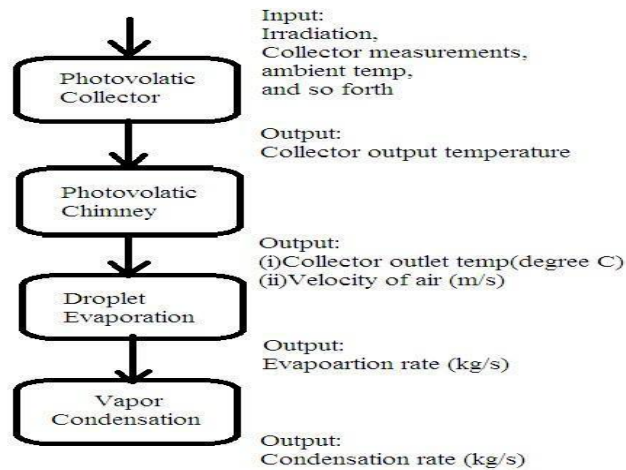 Input:
Irradiation,
Collector measurements,
ambient temp,
and so forth
Photovolatic
Collector
Output:
Collector output temperature
Photovolatic
Chimney
Output:
(i)Collector outlet temp(degree C)
(ii)Velocity of air (m/s)
Droplet
Evaporation
Output:
Evapoartion rate (kg/s)
Vapor
Condensation
Output:
Condensation rate (kg/s)